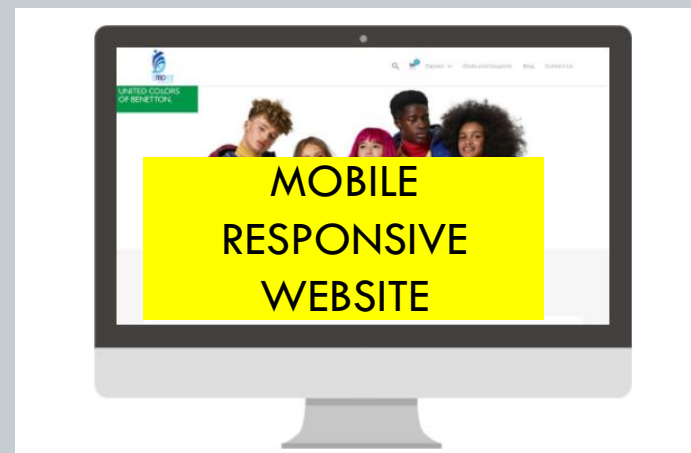 Deals and Coupons Blog Contact Us
UNITED COLORS
OF BENETTON.
MOBILE
RESPONSIVE
WEBSITE